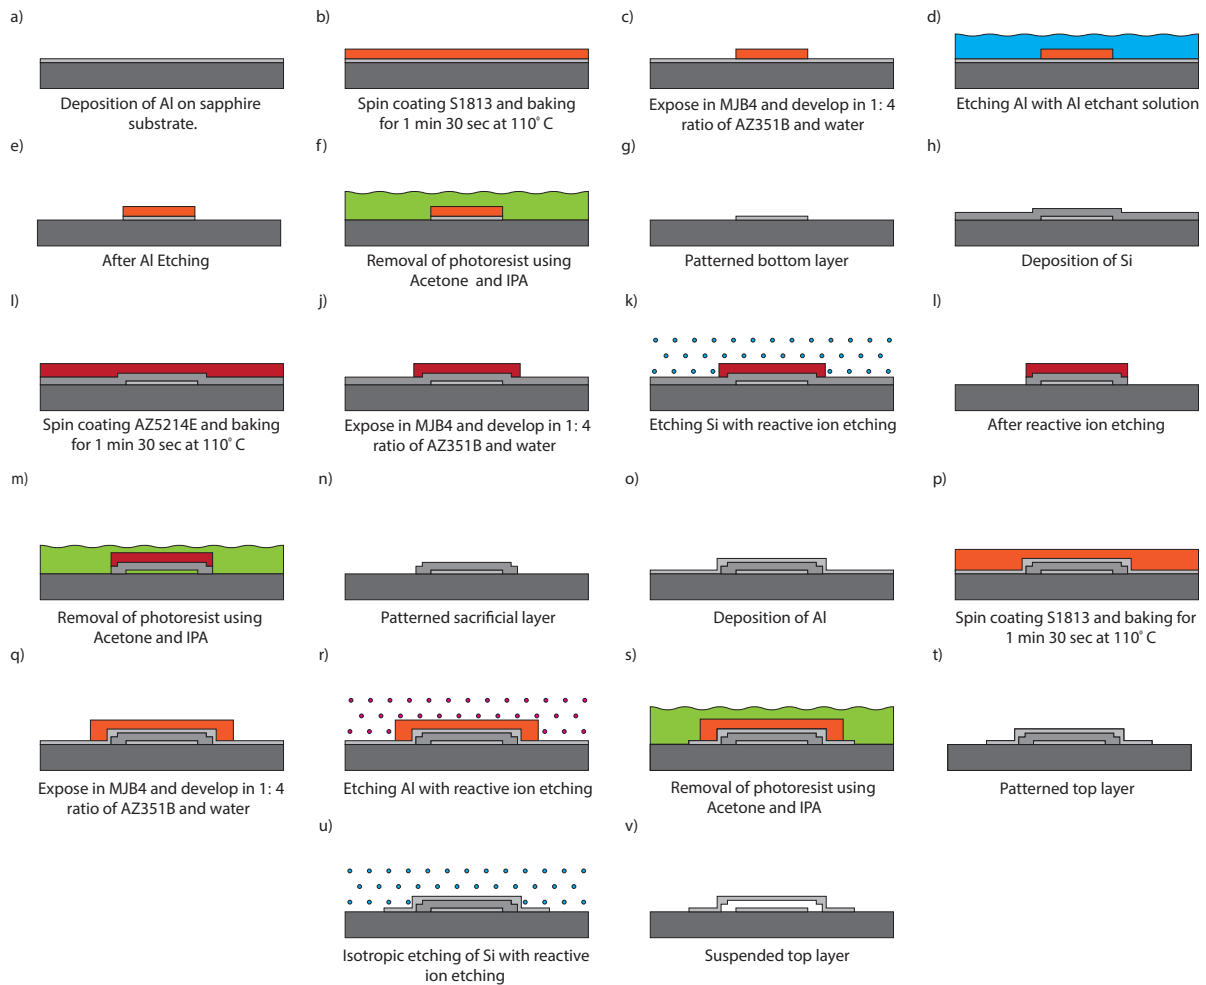 a)
b)
c)
d)
Deposition of Al on sapphire
substrate.
Spin coating S1813 and baking
for 1 min 30 sec at 110° C
Expose in MJB4 and develop in 1: 4
ratio of AZ351B and water
Etching Al with Al etchant solution
e)
f)
g)
h)
After Al Etching
Removal of photoresist using
Acetone and IPA
Patterned bottom layer
Deposition of Si
l)
j)
k)
l)
Spin coating AZ5214E and baking
for 1 min 30 sec at 110° C
Expose in MJB4 and develop in 1: 4
ratio of AZ351B and water
Etching Si with reactive ion etching
After reactive ion etching
m)
n)
o)
p)
Removal of photoresist using
Acetone and IPA
Patterned sacrificial layer
Deposition of Al
Spin coating S1813 and baking for
1 min 30 sec at 110° C
q)
r)
s)
t)
Expose in MJB4 and develop in 1: 4
ratio of AZ351B and water
Etching Al with reactive ion etching
Removal of photoresist using
Acetone and IPA
Patterned top layer
u)
v)
Isotropic etching of Si with reactive
ion etching
Suspended top layer